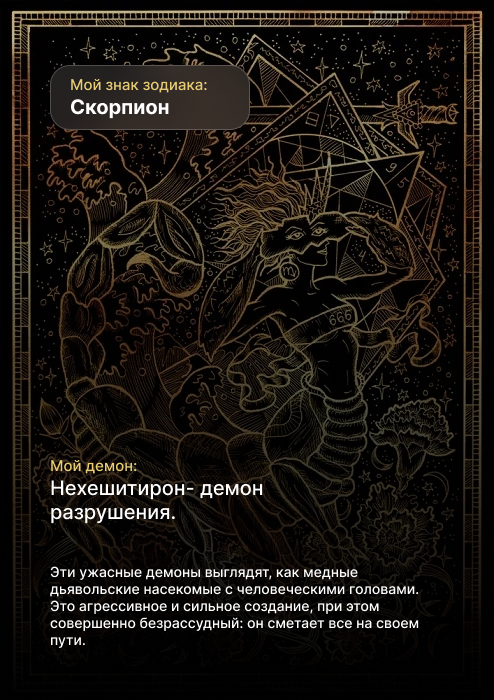 Мой знак зодиака:
Скорпион
666
Мой демон:
Нехешитирон- демон
разрушения.
Эти ужасные демоны выглядят, как медные
дьявольские насекомые с человеческими головами.
Это агрессивное и сильное создание, при этом
совершенно безрассудный: он сметает все на своем
пути.